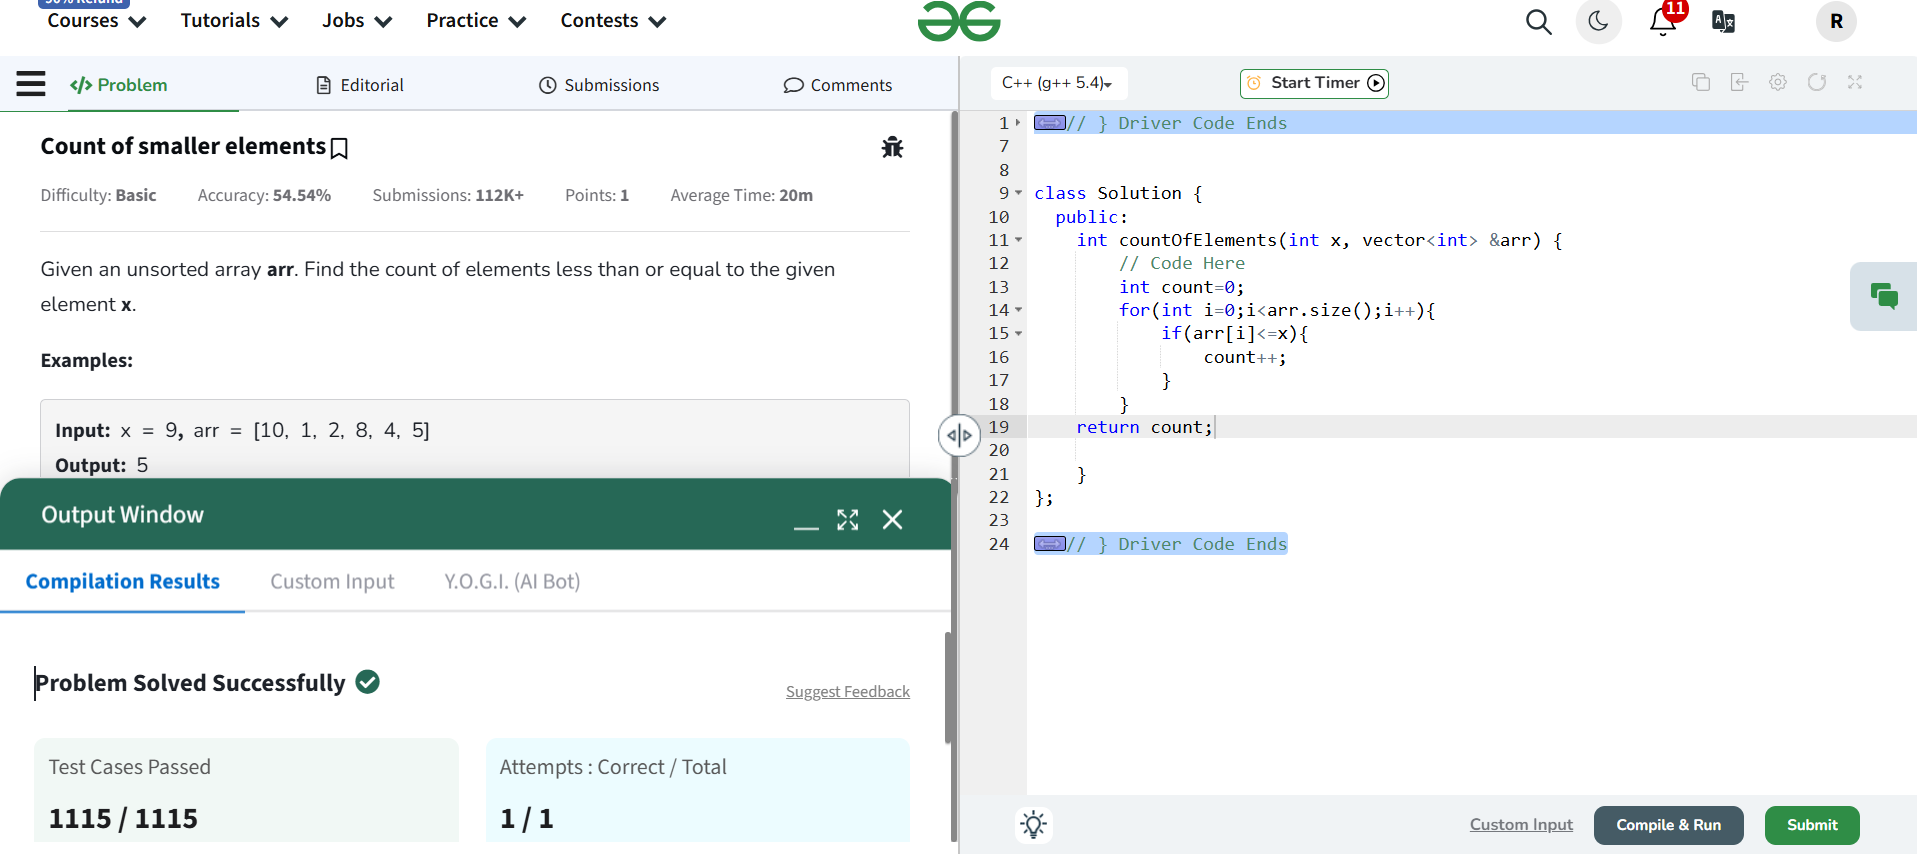 50% Refund
Courses Tutorials Jobs Practice Contests
11
R
Problem Editorial Submissions Comments
C++ (g++ 5.4) Start Timer
Count of smaller elements
Difficulty: Basic Accuracy: 54.54% Submissions: 112K+ Points: 1 Average Time: 20m
Given an unsorted array arr. Find the count of elements less than or equal to the given
element x.
Examples:
Input: x = 9, arr = [10, 1, 2, 8, 4, 5]
Output: 5
Output Window
Compilation Results Custom Input Y.O.G.I. (AI Bot)
Problem Solved Successfully
Suggest Feedback
Test Cases Passed
1115 / 1115
Attempts : Correct / Total
1 / 1
1 // } Driver Code Ends
7
8
9 class Solution {
10 public:
11 int countOfElements(int x, vector<int> &arr) {
12 // Code Here
13 int count=0;
14 for(int i=0;i<arr.size();i++){
15 if(arr[i]<=x){
16 count++;
17 }
18 }
19 return count;
20
21 }
22 };
23
24 // } Driver Code Ends
Custom Input Compile & Run Submit